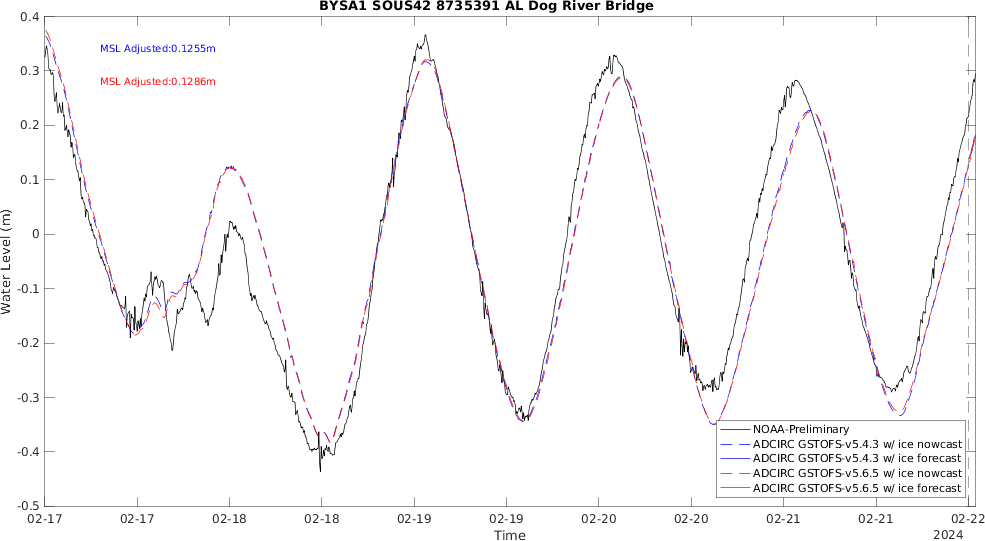 BYSA1 SOUS42 8735391 AL Dog River Bridge
MSL Adjusted:0.1255m
MSL Adjusted:0.1286m
Water Level (m)
0.4
0.3
0.2
0.1
0
-0.1
-0.2
-0.3
-0.4
-0.5
NOAA-Preliminary
ADCIRC GSTOFS-v5.4.3 w/ ice nowcast
ADCIRC GSTOFS-v5.4.3 w/ ice forecast
ADCIRC GSTOFS-v5.6.5 w/ ice nowcast
ADCIRC GSTOFS-v5.6.5 w/ ice forecast
02-17 02-17 02-18 02-18 02-19 02-19 02-20 02-20 02-21 02-21 02-22
Time
2024